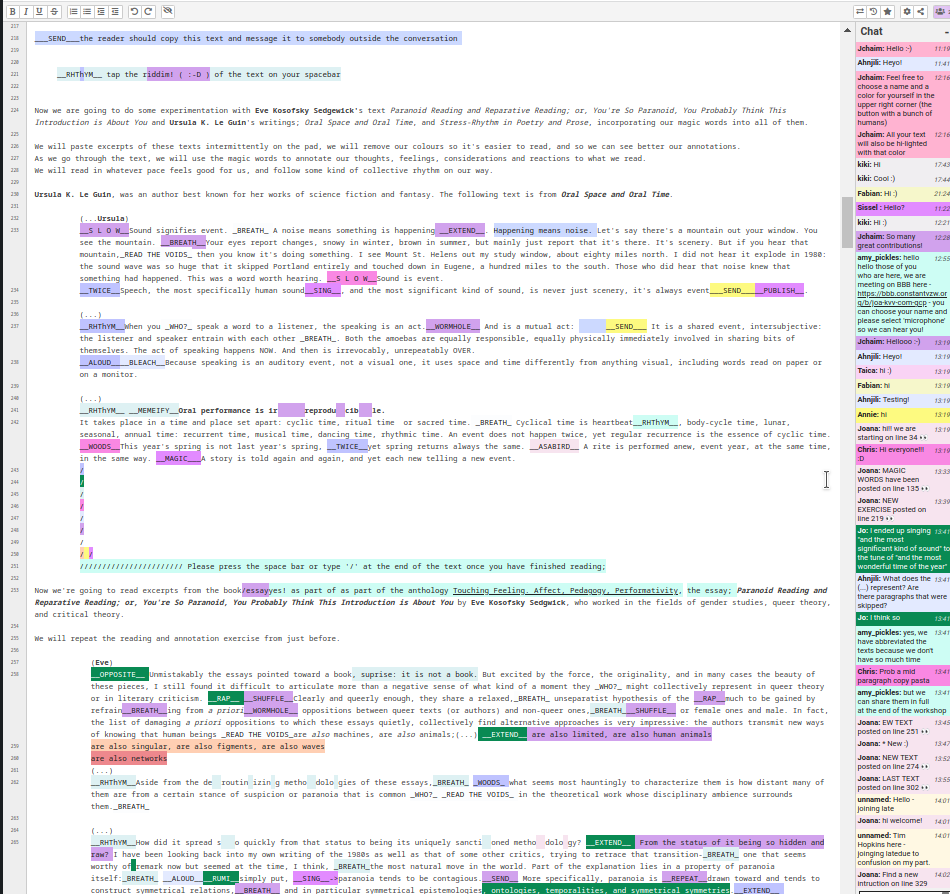 217
218 ___SEND___the reader should copy this text and message it to somebody outside the conversation
219
220
221 __RHThYM__ tap the riddim! ( :-D ) of the text on your spacebar
222
222
224 Now we are going to do some experimentation with Eve Kosofsky Sedgewick's text Paranoid Reading and Reparative Reading; or, You're So Paranoid, You Probably Think This
Introduction is About You and Ursula K. Le Guin's writings; Oral Space and Oral Time, and Stress-Rhythm in Poetry and Prose, incorporating our magic words into all of them.
225
226 We will paste excerpts of these texts intermittently on the pad, we will remove our colours so it's easier to read, and so we can see better our annotations.
227 As we go through the text, we will use the magic words to annotate our thoughts, feelings, considerations and reactions to what we read.
228 We will read in whatever pace feels good for us, and follow some kind of collective rhythm on our way.
229
230 Ursula K. Le Guin, was an author best known for her works of science fiction and fantasy. The following text is from Oral Space and Oral Time.
231
232 (...Ursula)
233 __S L O W__Sound signifies event. _BREATH_ A noise means something is happening__EXTEND__. Happening means noise. Let's say there's a mountain out your window. You
see the mountain. __BREATH__Your eyes report changes, snowy in winter, brown in summer, but mainly just report that it's there. It's scenery. But if you hear that
mountain,_READ THE VOIDS_ then you know it's doing something. I see Mount St. Helens out my study window, about eighty miles north. I did not hear it explode in 1980:
the sound wave was so huge that it skipped Portland entirely and touched down in Eugene, a hundred miles to the south. Those who did hear that noise knew that
something had happened. This was a word worth hearing. __S L O W__Sound is event.
234 __TWICE__Speech, the most specifically human sound__SING__, and the most significant kind of sound, is never just scenery, it's always event____SEND_____PUBLISH__.
235
236 (...)
237 __RHThYM__When you _WHO?_ speak a word to a listener, the speaking is an act.__WORMHOLE__ And is a mutual act: __SEND___ It is a shared event, intersubjective:
the listener and speaker entrain with each other _BREATH_. Both the amoebas are equally responsible, equally physically immediately involved in sharing bits of
themselves. The act of speaking happens NOW. And then is irrevocably, unrepeatably OVER.
238 __ALOUD____BLEACH__Because speaking is an auditory event, not a visual one, it uses space and time differently from anything visual, including words read on paper or
on a monitor.
239
240 (...)
241 __RHThYM__ __MEMEIFY__Oral performance is ir reprodu cib le.
242 It takes place in a time and place set apart: cyclic time, ritual time or sacred time. _BREATH_ Cyclical time is heartbeat__RHThYM__, body-cycle time, lunar,
seasonal, annual time: recurrent time, musical time, dancing time, rhythmic time. An event does not happen twice, yet regular recurrence is the essence of cyclic time.
__WOODS__This year's spring is not last year's spring, __TWICE__yet spring returns always the same. __ASABIRD__ A rite is performed anew, event year, at the same time,
in the same way. __MAGIC___A story is told again and again, and yet each new telling a new event.
243 /
244 /
245 /
246 /
247 /
248 /
249 /
250 / /
251 //////////////////////// Please press the space bar or type '/' at the end of the text once you have finished reading;
252
253 Now we're going to read excerpts from the book/essayyes! as part of as part of the anthology Touching Feeling. Affect, Pedagogy, Performativity, the essay; Paranoid Reading and
Reparative Reading; or, You're So Paranoid, You Probably Think This Introduction is About You by Eve Kosofsky Sedgwick, who worked in the fields of gender studies, queer theory,
and critical theory.
254
255 We will repeat the reading and annotation exercise from just before.
256
257 (Eve)
258 __OPPOSITE__Unmistakably the essays pointed toward a book, suprise: it is not a book. But excited by the force, the originality, and in many cases the beauty of
these pieces, I still found it difficult to articulate more than a negative sense of what kind of a moment they _WHO?_ might collectively represent in queer theory
or in literary criticism. __RAP____SHUFFLE__Clearly and queerly enough, they share a relaxed,_BREATH_ unseparatist hypothesis of the __RAP__much to be gained by
refrain__BREATH__ing from a priori__WORMHOLE__ oppositions between queer texts (or authors) and non-queer ones,_BREATH__SHUFFLE__ or female ones and male. In fact,
the list of damaging a priori oppositions to which these essays quietly, collectively find alternative approaches is very impressive: the authors transmit new ways
of knowing that human beings _READ THE VOIDS_are also machines, are also animals;(...)__EXTEND__ are also limited, are also human animals
259 are also singular, are also figments, are also waves
260 are also networks
261 (...)
262 __RHThYM__Aside from the de routin izin g metho dolo gies of these essays,_BREATH_ _WOODS_what seems most hauntingly to characterize them is how distant many of
them are from a certain stance of suspicion or paranoia that is common _WHO?_ _READ THE VOIDS_ in the theoretical work whose disciplinary ambience surrounds
them._BREATH_
263
264 (...)
265 __RHThYM__How did it spread s o quickly from that status to being its uniquely sancti oned metho dolo gy? __EXTEND__ From the status of it being so hidden and
raw? I have been looking back into my own writing of the 1980s as well as that of some other critics, trying to retrace that transition-_BREATH_ one that seems
worthy of remark now but seemed at the time, I think,_BREATH_the most natural move in the world. Part of the explanation lies in a property of paranoia
itself:_BREATH_ __ALOUD____RUMI__simply put, __SING__->paranoia tends to be contagious.__SEND__ More specifically, paranoia is __REPEAT__drawn toward and tends to
construct symmetrical relations,__BREATH__ and in particular symmetrical epistemologies, ontologies, temporalities, and symmetrical symmetries__EXTEND__
Chat
Jchaim: Hello :-) 11:19
Ahnjili: Heyo! 11:41
Jchaim: Feel free to 12:16
choose a name and a
color for yourself in the
upper right corner (the
button with a bunch of
humans)
Jchaim: All your text 12:16
will also be hi-lighted
with that color
kiki: Hi 17:43
kiki: Cool :) 17:44
Fabian: Hi :) 21:24
Sissel : Hello? 11:22
kiki: Hi :) 12:21
Jchaim: So many 12:28
great contributions!
amy_pickles: hello 12:55
hello those of you
who are here, we are
meeting on BBB here -
https://bbb.constantvzw.or
g/b/joa-kvv-com-qcp - you
can choose your name and
please select 'microphone'
so we can hear you!
Jchaim: Hellooo :-) 13:19
Ahnjili: Heyo! 13:19
Taica: hi :) 13:19
Fabian: hi 13:19
Ahnjili: Testing! 13:19
Annie: hi 13:19
Joana: hi!! we are 13:19
starting on line 34 👀
Chris: Hi everyone!!! 13:19
:D
Joana: MAGIC 13:33
WORDS have been
posted on line 135 👀
Joana: NEW 13:39
EXERCISE posted on
line 219 👀
Jo: I ended up singing 13:41
"and the most
significant kind of sound" to
the tune of "and the most
wonderful time of the year"
Ahnjili: What does the 13:41
(...) represent? Are
there paragraphs that were
skipped?
Jo: I think so 13:41
amy_pickles: yes, we 13:41
have abbreviated the
texts because we don't
have so much time
Chris: Prob a mid 13:41
paragraph copy pasta
amy_pickles: but we 13:41
can share them in full
at the end of the workshop
Joana: EW TEXT 13:45
posted on line 251 👀
Joana: * New :) 13:47
Joana: NEW TEXT 13:52
posted on line 274 👀
Joana: LAST TEXT 13:55
posted on line 302 👀
unnamed: Hello - 14:01
joining late
Joana: hi welcome! 14:01
unnamed: Tim 14:01
Hopkins here -
joinging latedue to
confusion on my part.
Joana: Find a new 14:01
intruction on line 329